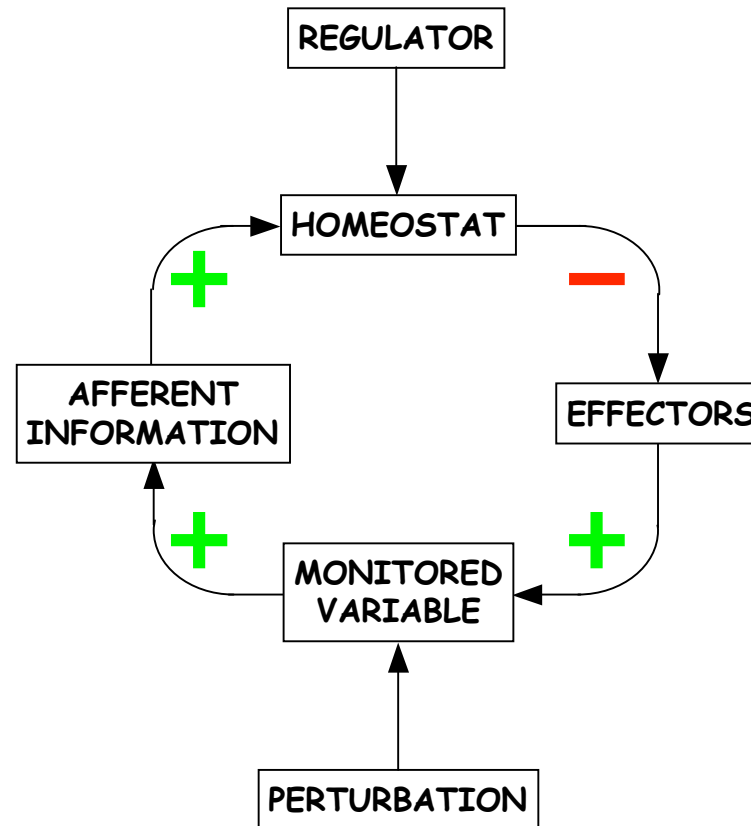 REGULATOR
HOMEOSTAT
+
−
AFFERENT
INFORMATION
EFFECTORS
+
+
MONITORED
VARIABLE
PERTURBATION